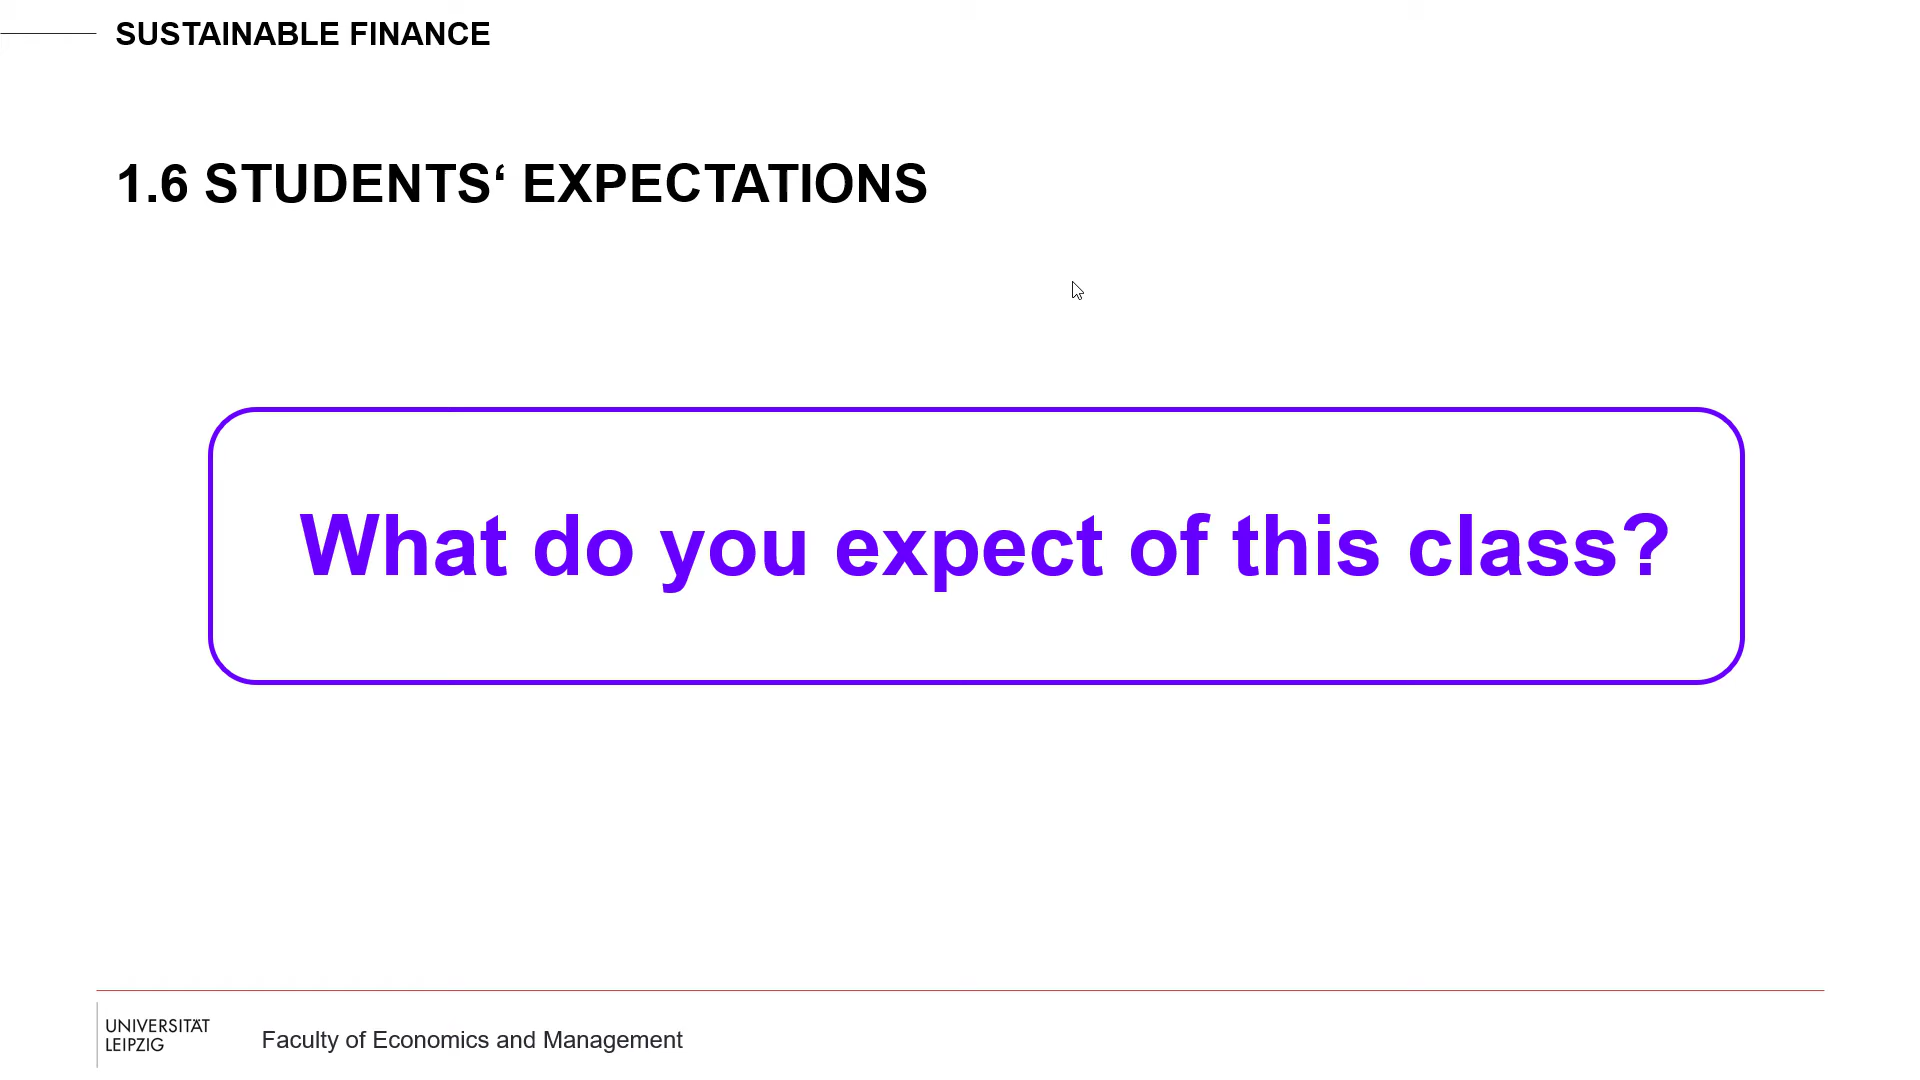 SUSTAINABLE FINANCE
1.6 STUDENTS‘ EXPECTATIONS
What do you expect of this class?
UNIVERSITÄT
LEIPZIG
Faculty of Economics and Management